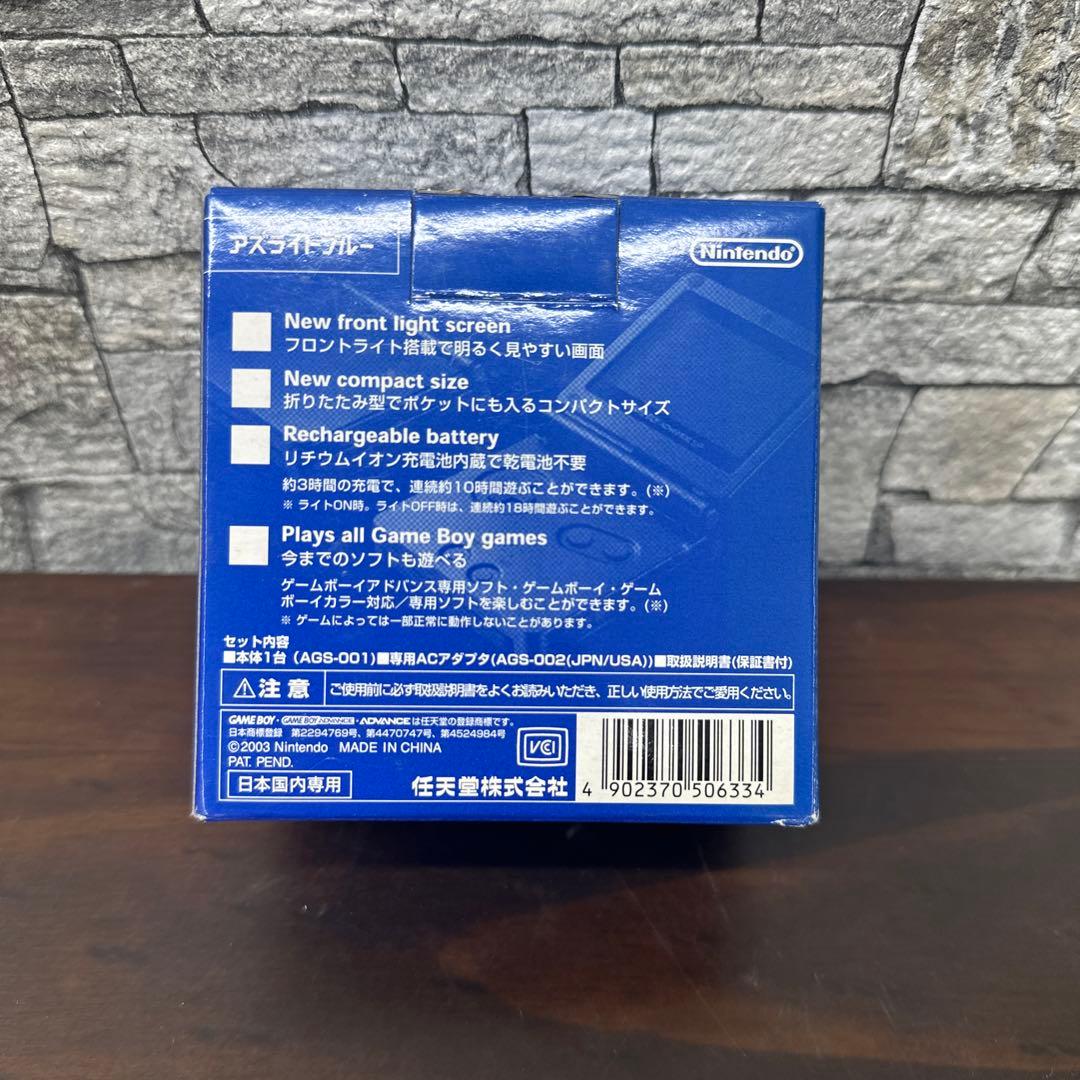 アズライトブルー
Nintendo
New front light screen
フロントライト搭載で明るく見やすい画面
New compact size
折りたたみ型でポケットにも入るコンパクトサイズ
Rechargeable battery
リチウムイオン充電池内蔵で乾電池不要
約3時間の充電で、連続約10時間遊ぶことができます。(※)
※ ライトON時。ライトOFF時は、連続約18時間遊ぶことができます。
Plays all Game Boy games
今までのソフトも遊べる
ゲームボーイアドバンス専用ソフト・ゲームボーイ・ゲーム
ボーイカラー対応／専用ソフトを楽しむことができます。(※)
※ ゲームによっては一部正常に動作しないことがあります。
セット内容
■本体1台（AGS-001)■専用ACアダプタ(AGS-002(JPN/USA))■取扱説明書(保証書付)
⚠注意 ご使用前に必ず取扱説明書をよくお読みいただき、正しい使用方法でご愛用ください。
GAME BOY・GAME BOY ADVANCE・ADVANCEは任天堂の登録商標です。
日本商標登録 第2294769号、第4470747号、第4524984号
©2003 Nintendo MADE IN CHINA
PAT. PEND.
VCI
日本国内専用
任天堂株式会社
4 902370 506334